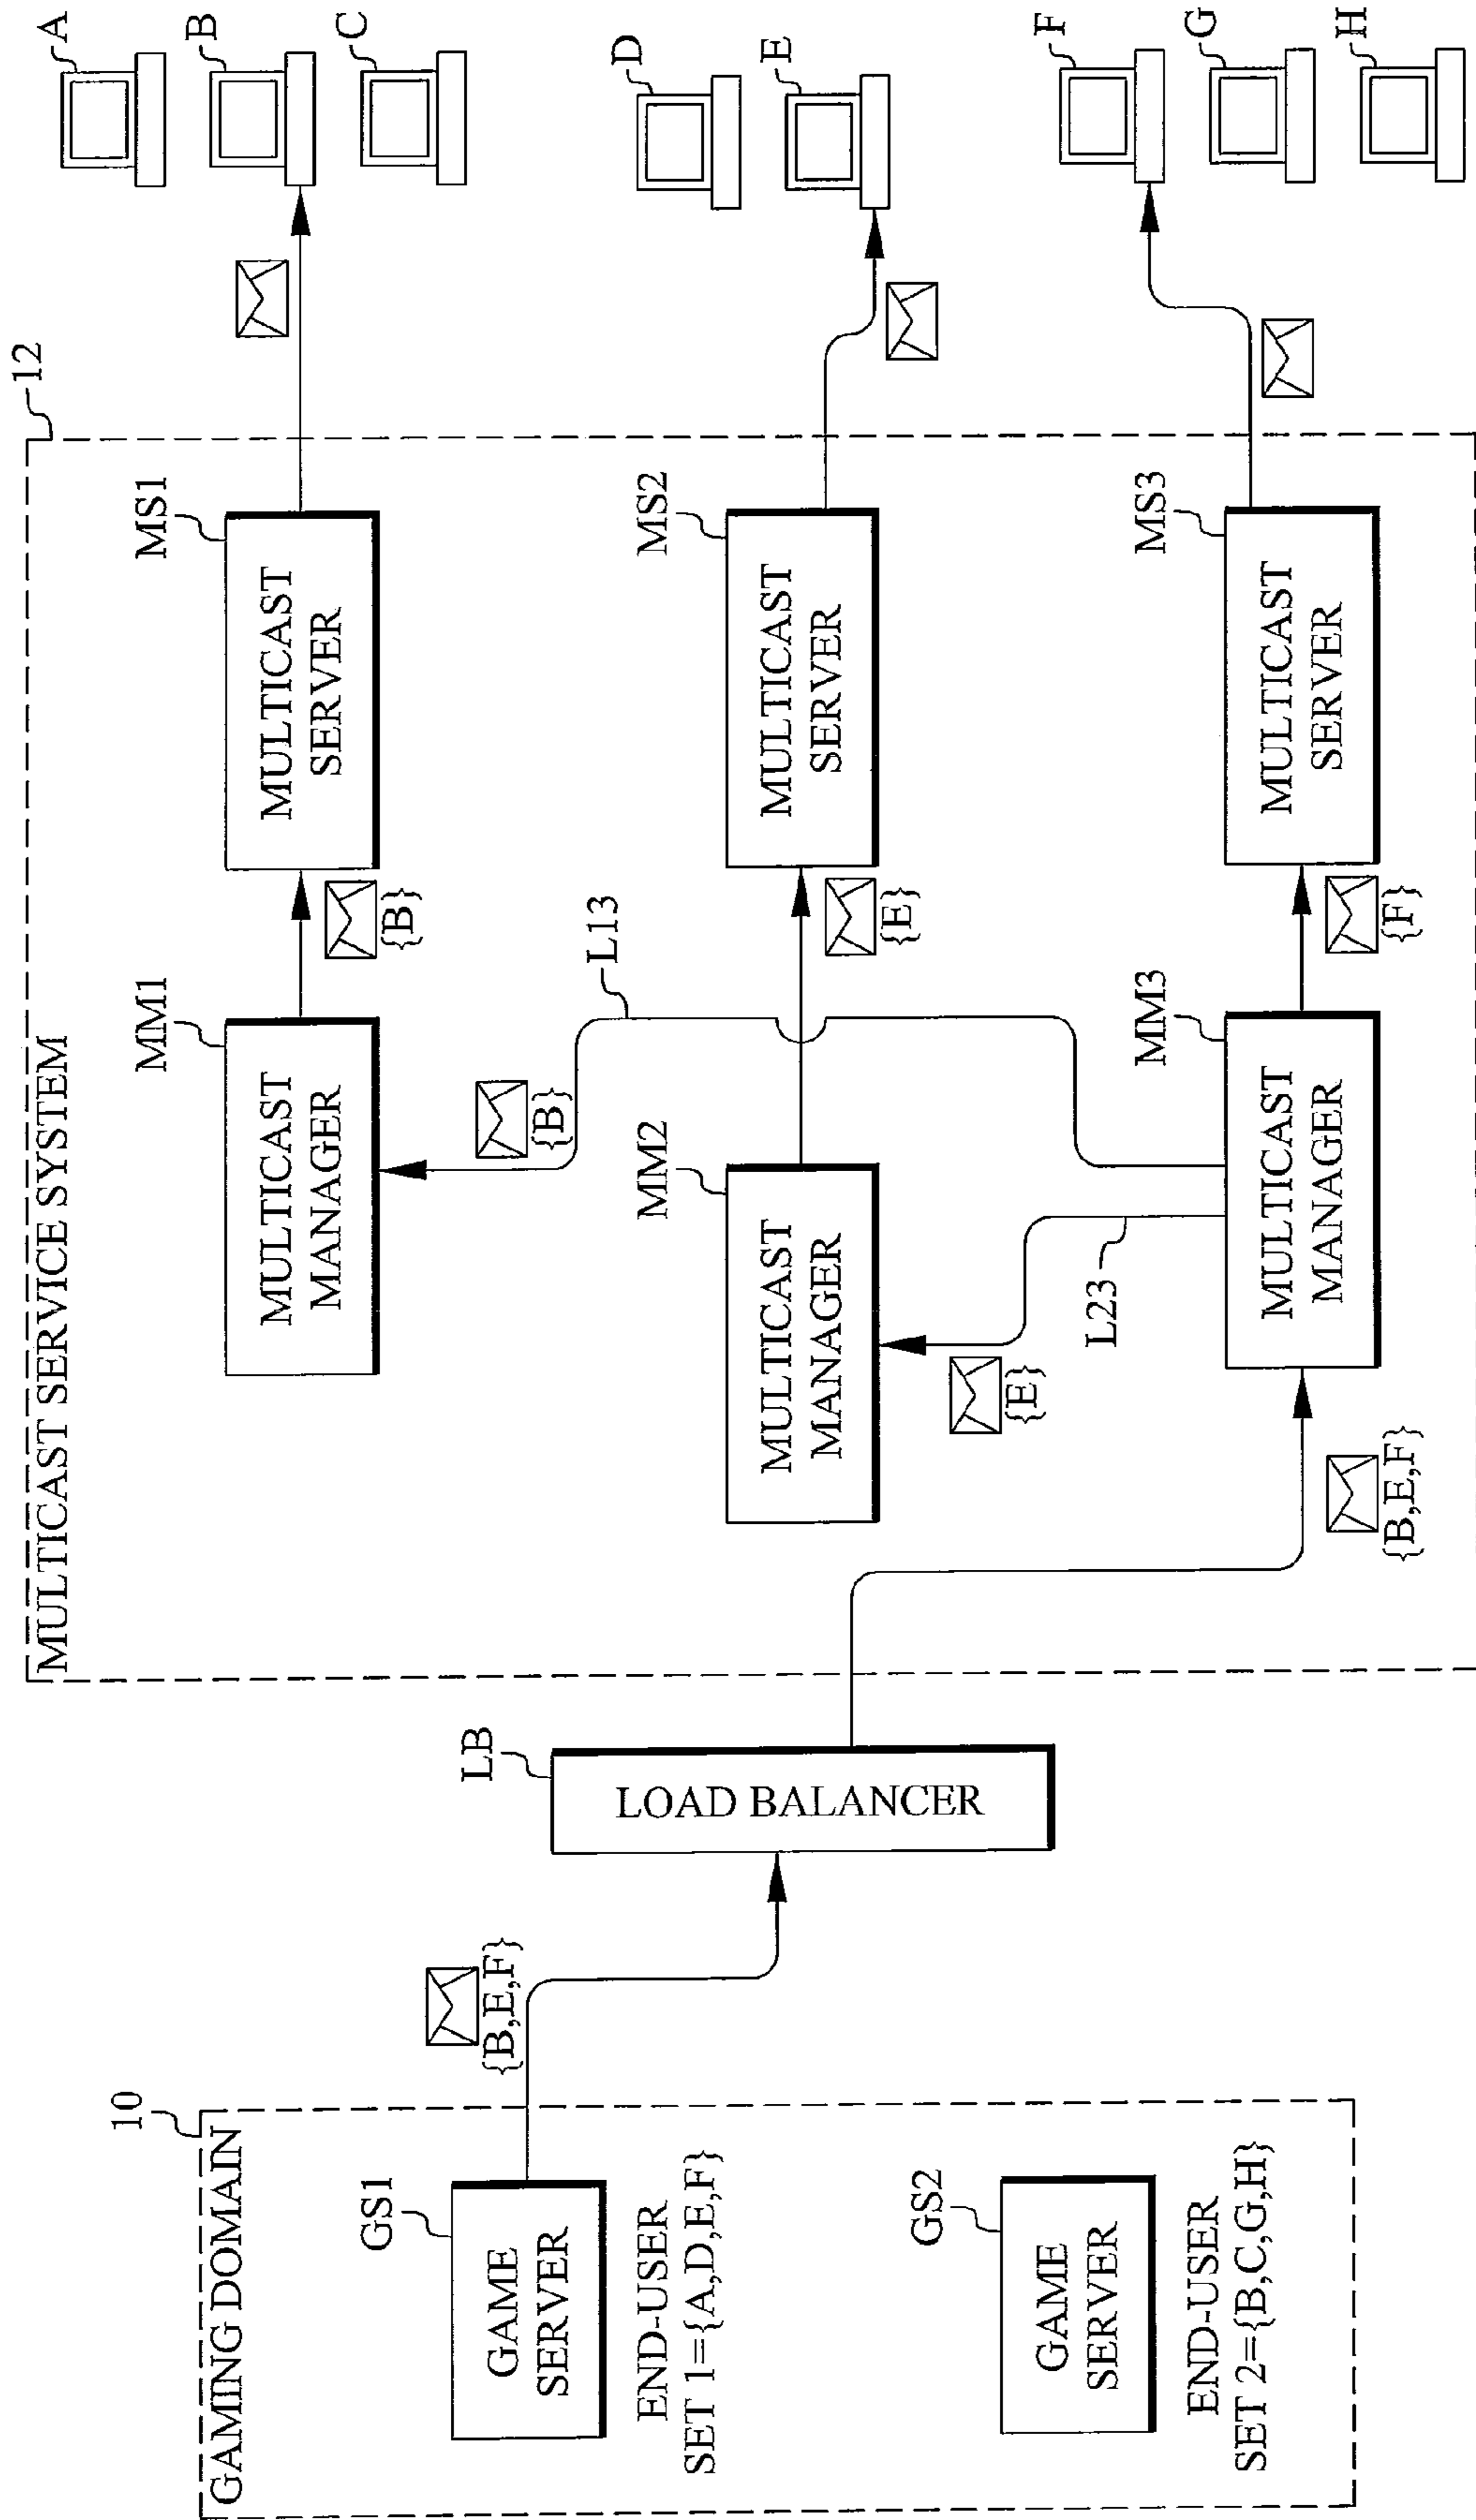 GAMING DOMAIN
10
GS1
GAME
SERVER
END-USER
SET 1={A,D,E,F}
GS2
GAME
SERVER
END-USER
SET 2={B,C,G,H}
{B,E,F}
LB
LOAD BALANCER
MULTICAST SERVICE SYSTEM
12
{B,E,F}
MM1
MULTICAST
MANAGER
{B}
MS1
MULTICAST
SERVER
{B}
L13
MM2
MULTICAST
MANAGER
{E}
MS2
MULTICAST
SERVER
{E}
L23
MM3
MULTICAST
MANAGER
{F}
MS3
MULTICAST
SERVER
A
B
C
D
E
F
G
H